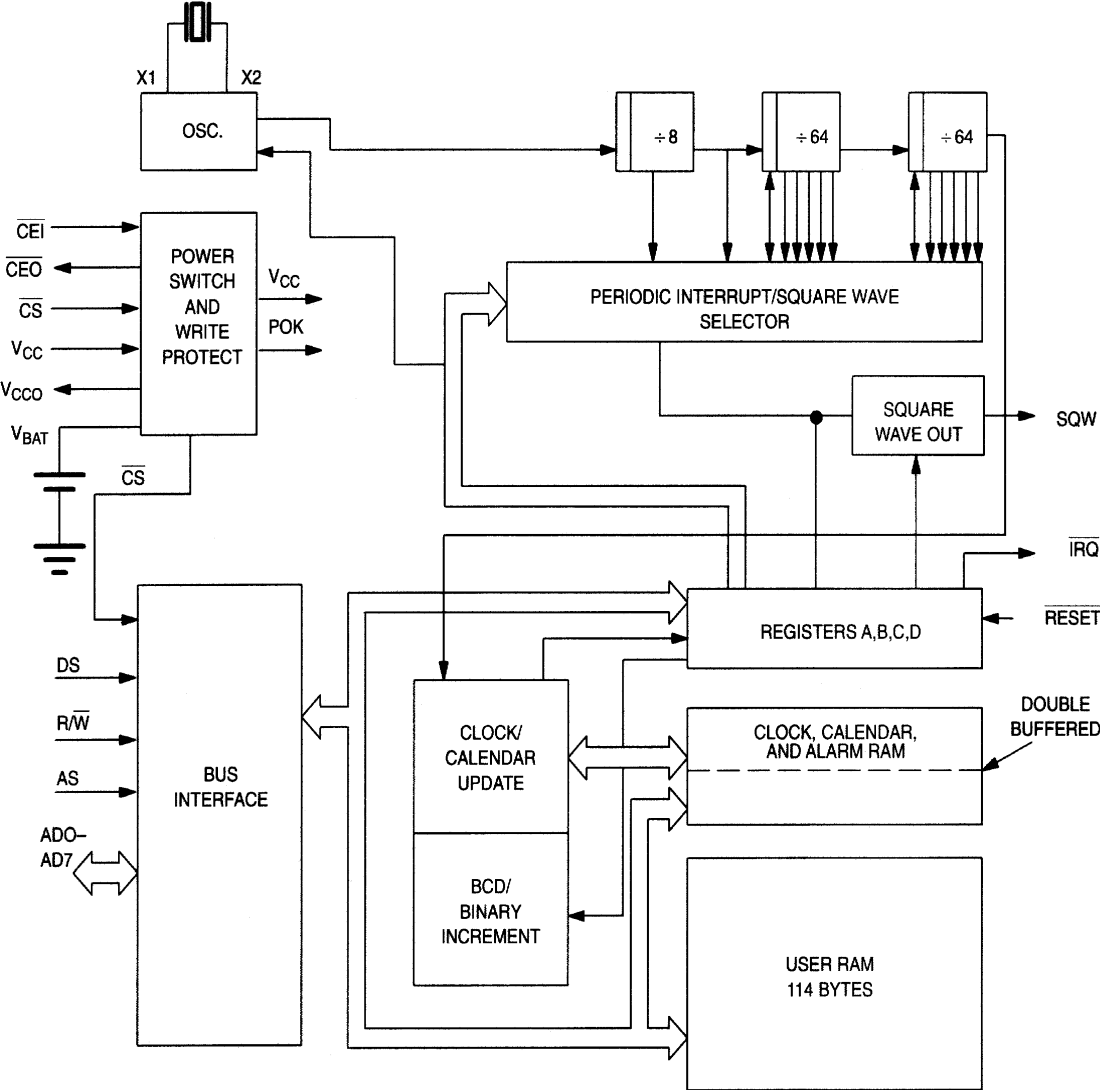 X1
X2
OSC.
÷8
÷64
÷64
CEI
CEO
CS
VCC
VCCO
VBAT
POWER
SWITCH
AND
WRITE
PROTECT
VCC
POK
CS
PERIODIC INTERRUPT/SQUARE WAVE
SELECTOR
SQUARE
WAVE OUT
SQW
IRQ
RESET
REGISTERS A,B,C,D
DS
R/W
AS
ADO–
AD7
BUS
INTERFACE
CLOCK/
CALENDAR
UPDATE
BCD/
BINARY
INCREMENT
CLOCK, CALENDAR,
AND ALARM RAM
DOUBLE
BUFFERED
USER RAM
114 BYTES